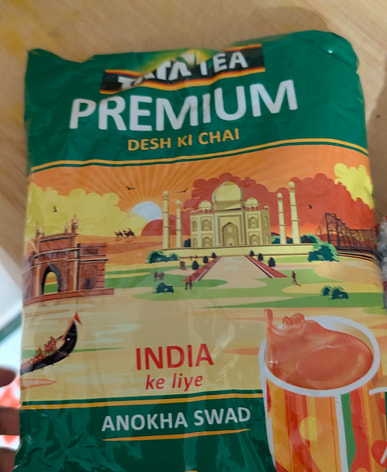 TATA TEA
PREMIUM
DESH KI CHAI
INDIA
ke liye
ANOKHA SWAD